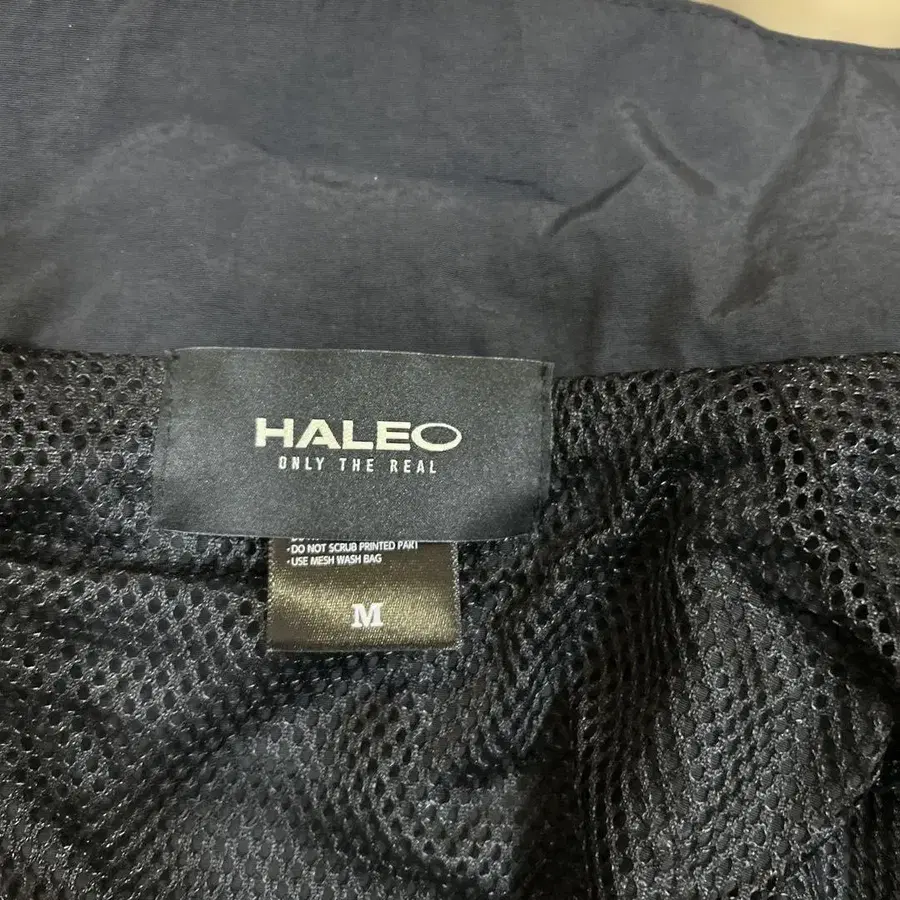 HALEO
ONLY THE REAL
· DO NOT SCRUB PRINTED PART
· USE MESH WASH BAG
M